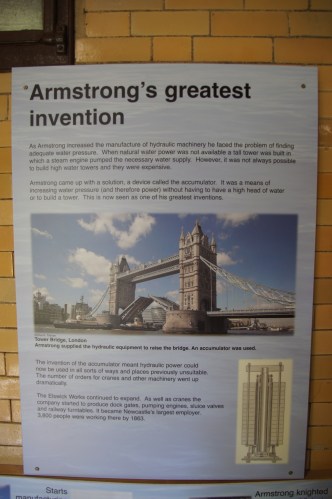 Armstrong's greatest
invention
As Armstrong increased the manufacture of hydraulic machinery he faced the problem of finding
adequate water pressure. When natural water power was not available a tall tower was built in
which a steam engine pumped the necessary water supply. However, it was not always possible
to build high water towers and they were expensive.
Armstrong came up with a solution, a device called the accumulator. It was a means of
increasing water pressure (and therefore power) without having to have a high head of water
or to build a tower. This is now seen as one of his greatest inventions.
Tower Bridge, London
Armstrong supplied the hydraulic equipment to raise the bridge. An accumulator was used.
The invention of the accumulator meant hydraulic power could
now be used in all sorts of ways and places previously unsuitable.
The number of orders for cranes and other machinery went up
dramatically.
The Elswick Works continued to expand. As well as cranes the
company started to produce dock gates, pumping engines, sluice valves
and railway turntables. It became Newcastle's largest employer.
3,800 people were working there by 1863.
Starts
Armstrong knighted